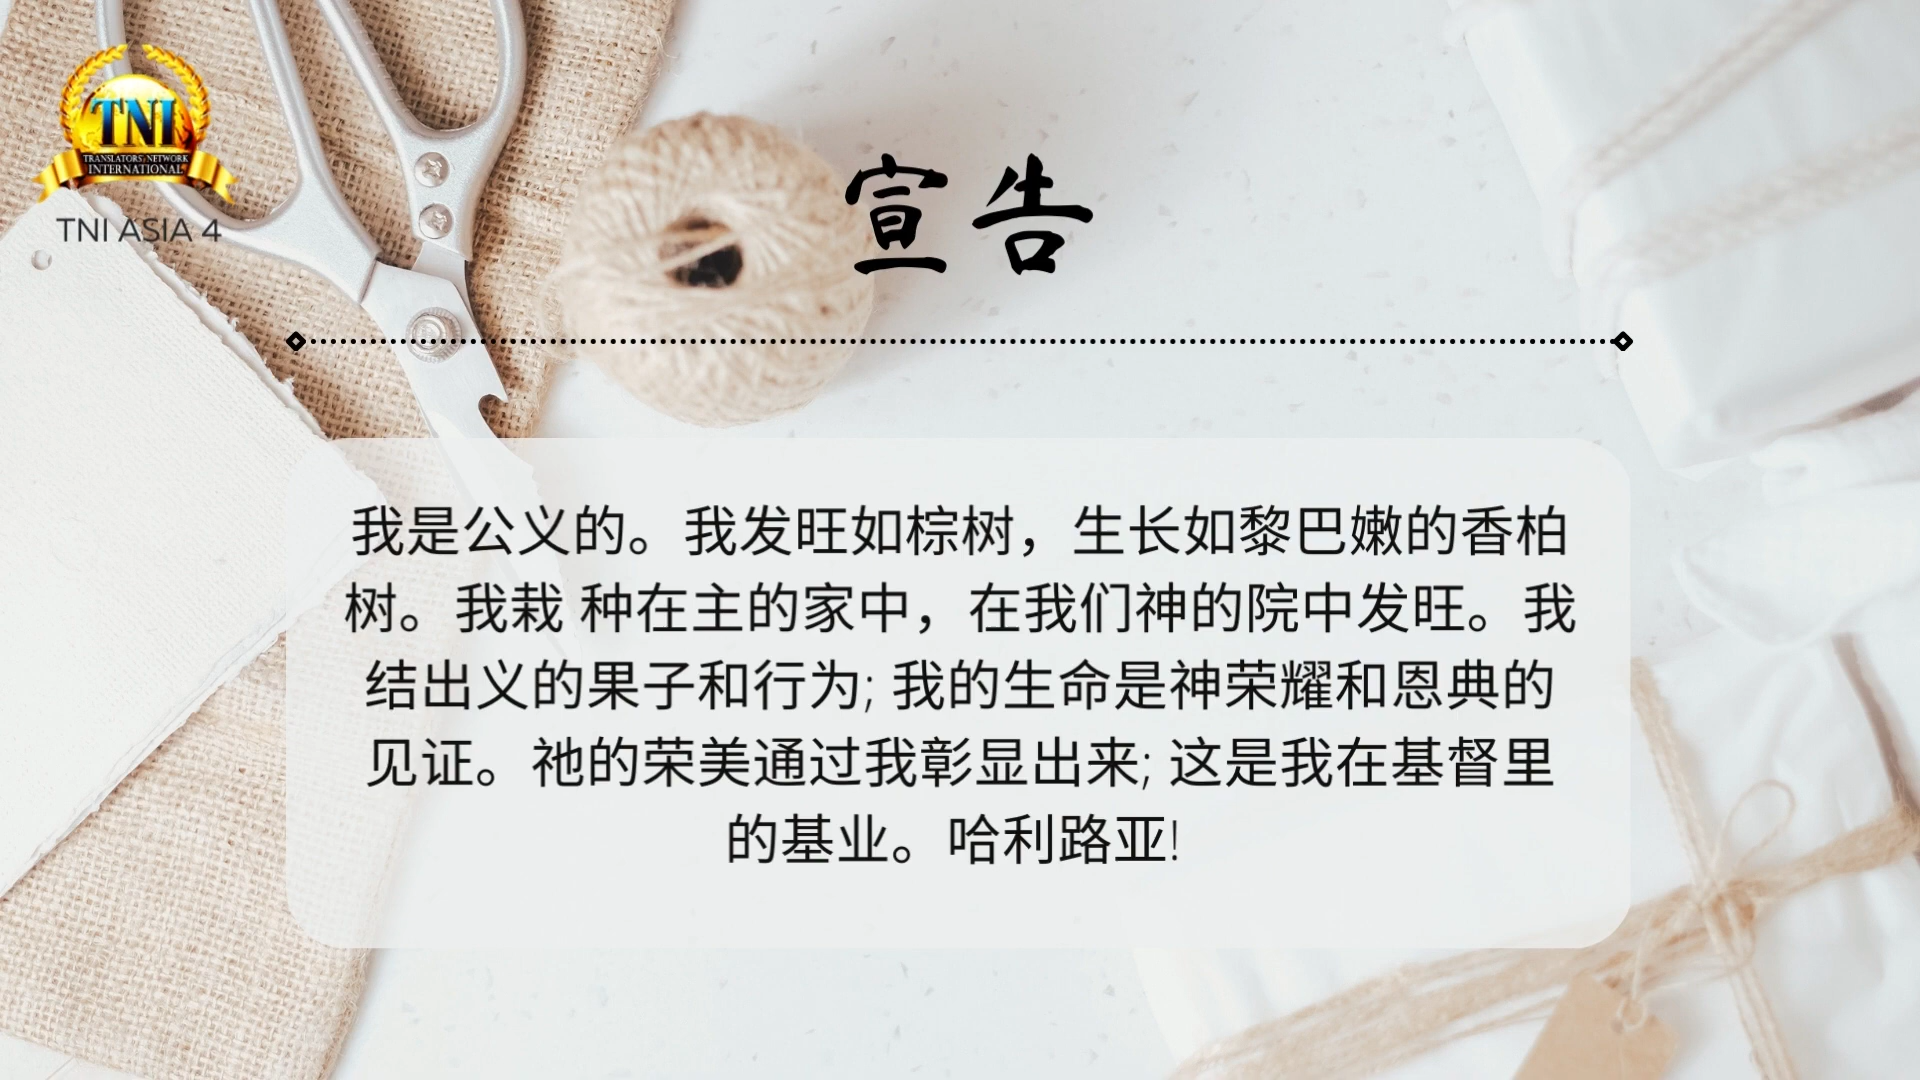 TNI
TRANSLATORS' NETWORK
INTERNATIONAL
TNI ASIA 4
宣告
我是公义的。我发旺如棕树，生长如黎巴嫩的香柏
树。我栽 种在主的家中，在我们神的院中发旺。我
结出义的果子和行为; 我的生命是神荣耀和恩典的
见证。祂的荣美通过我彰显出来; 这是我在基督里
的基业。哈利路亚!